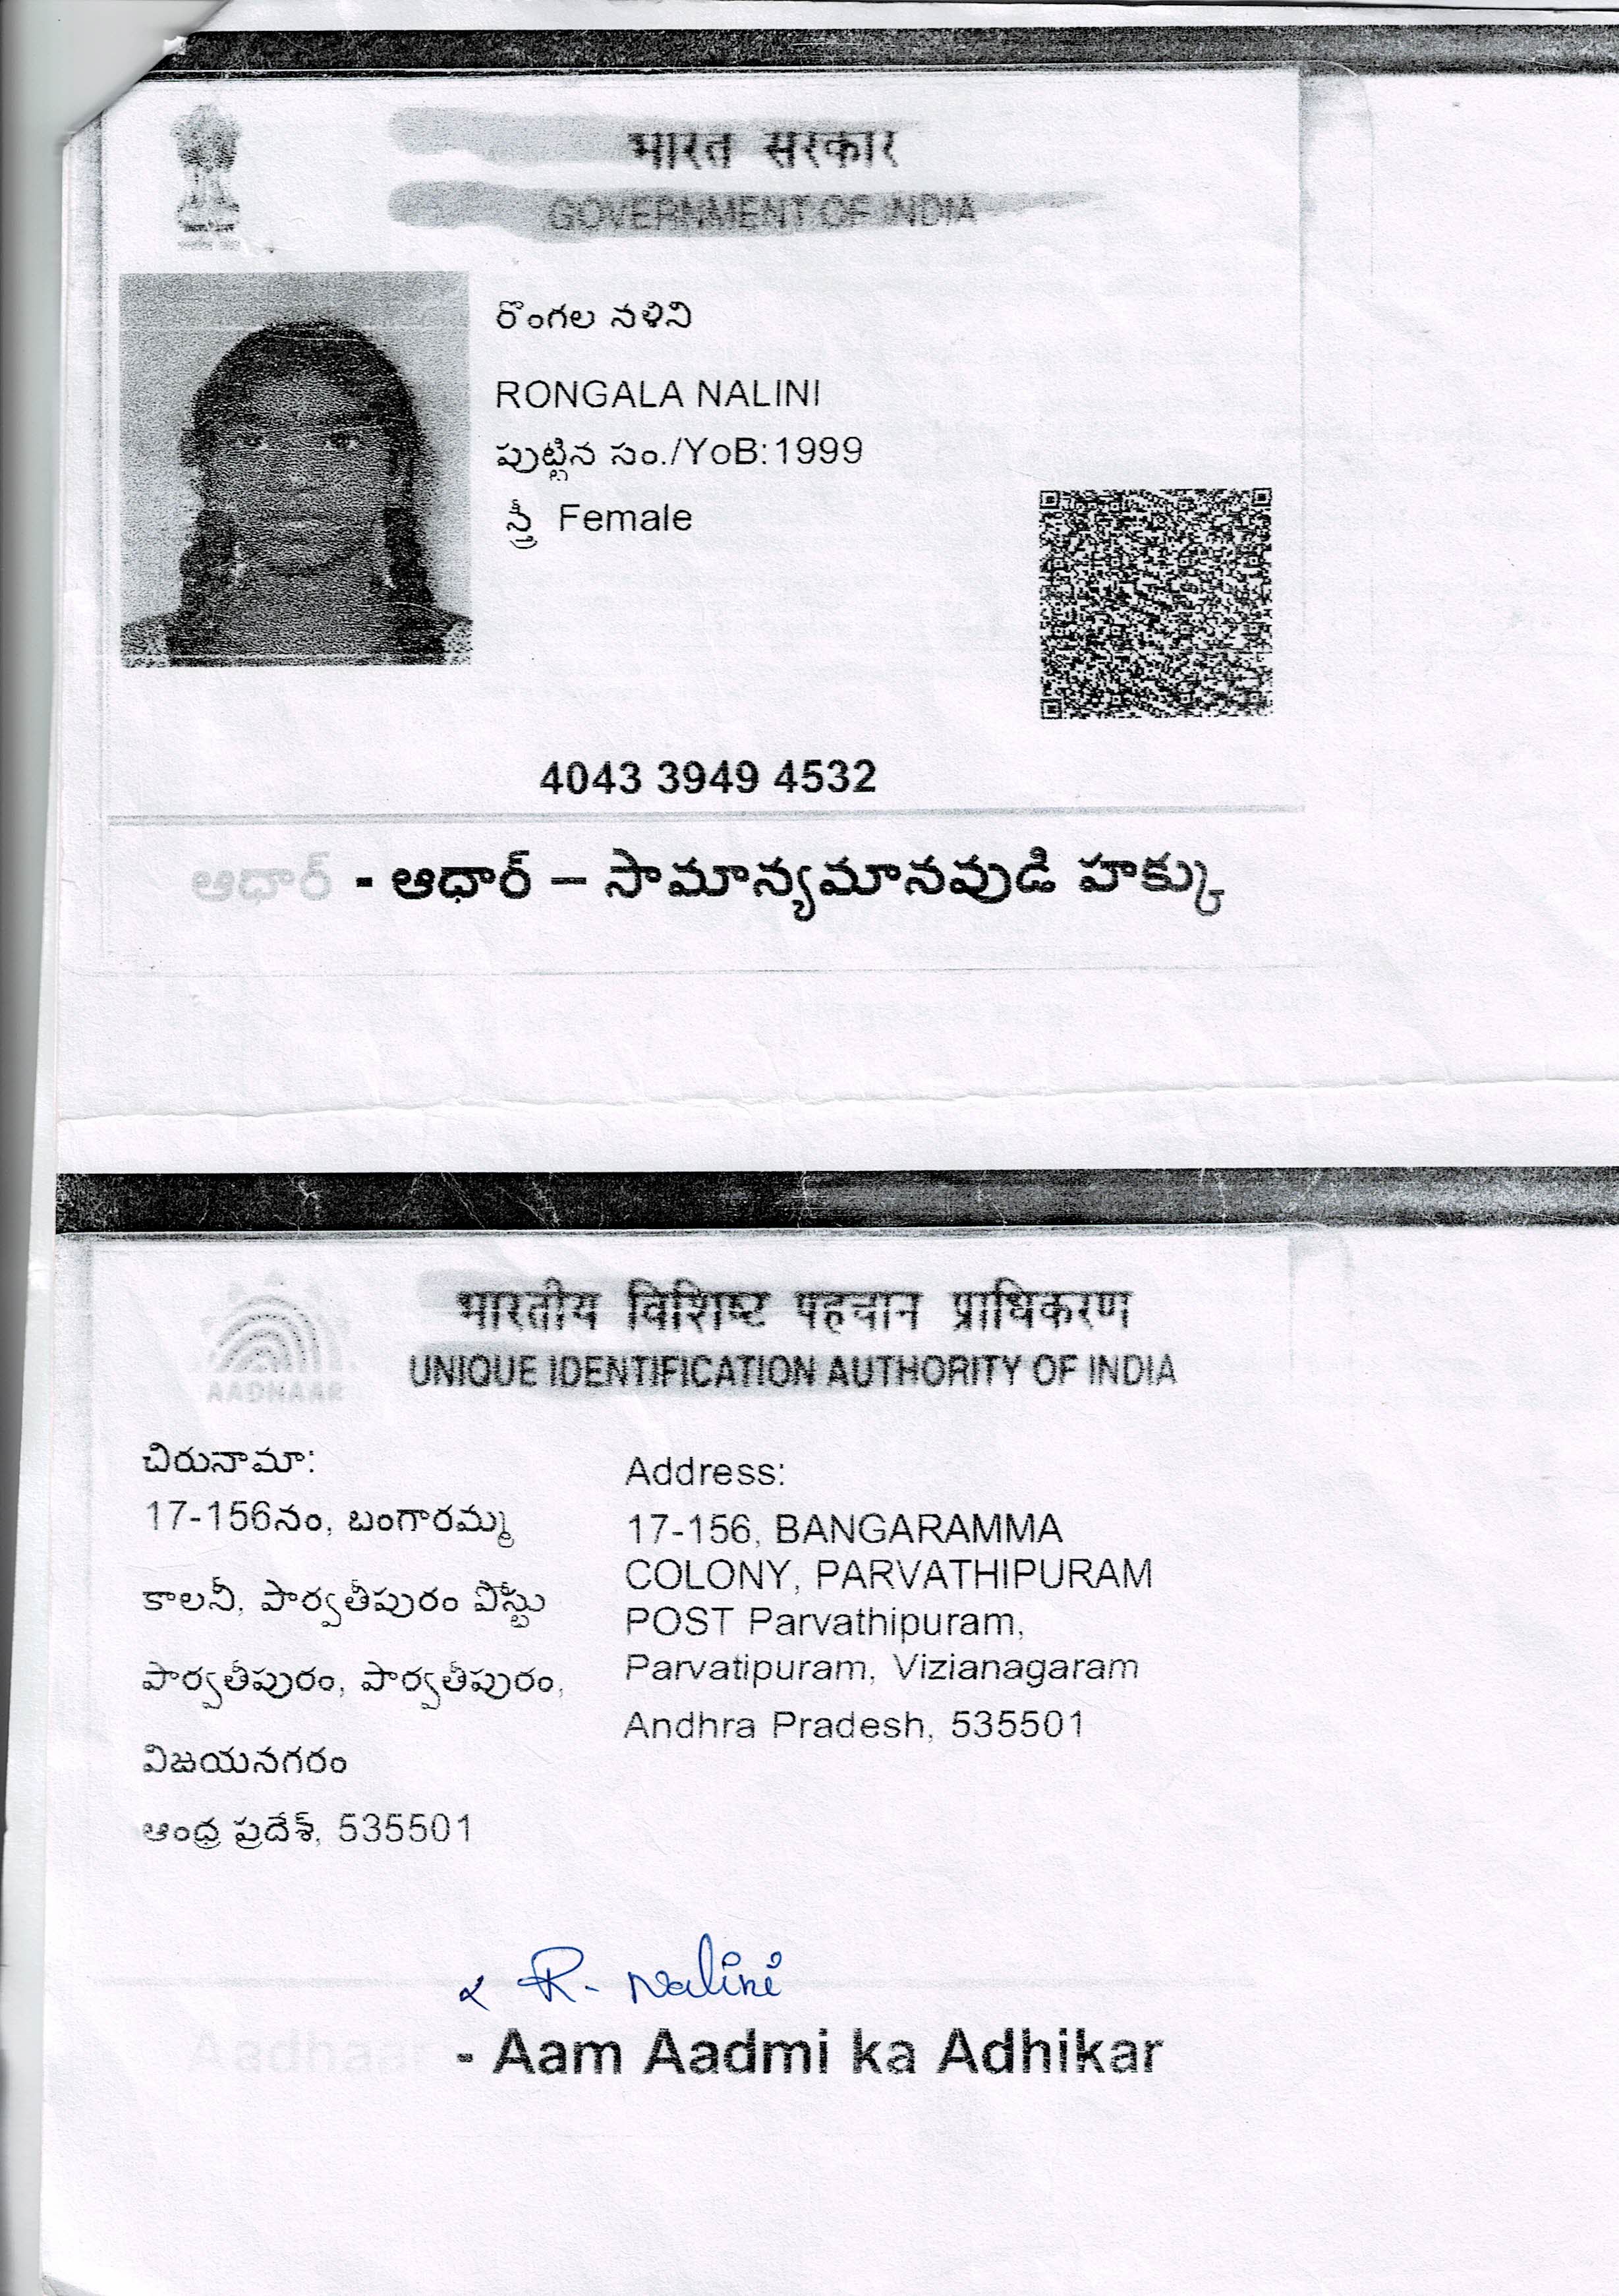 भारत सरकार
GOVERNMENT OF INDIA
రొంగల నళిని
RONGALA NALINI
పుట్టిన సం./YoB:1999
స్త్రీ Female
4043 3949 4532
ఆధార్ - ఆధార్ – సామాన్యమానవుడి హక్కు
भारतीय विशिष्ट पहचान प्राधिकरण
UNIQUE IDENTIFICATION AUTHORITY OF INDIA
AADHAAR
చిరునామా:
17-156నం, బంగారమ్మ
కాలనీ, పార్వతీపురం పోస్టు
పార్వతీపురం, పార్వతీపురం,
విజయనగరం
ఆంధ్ర ప్రదేశ్, 535501
Address:
17-156, BANGARAMMA
COLONY, PARVATHIPURAM
POST Parvathipuram,
Parvatipuram, Vizianagaram
Andhra Pradesh, 535501
R. Nalini
- Aam Aadmi ka Adhikar